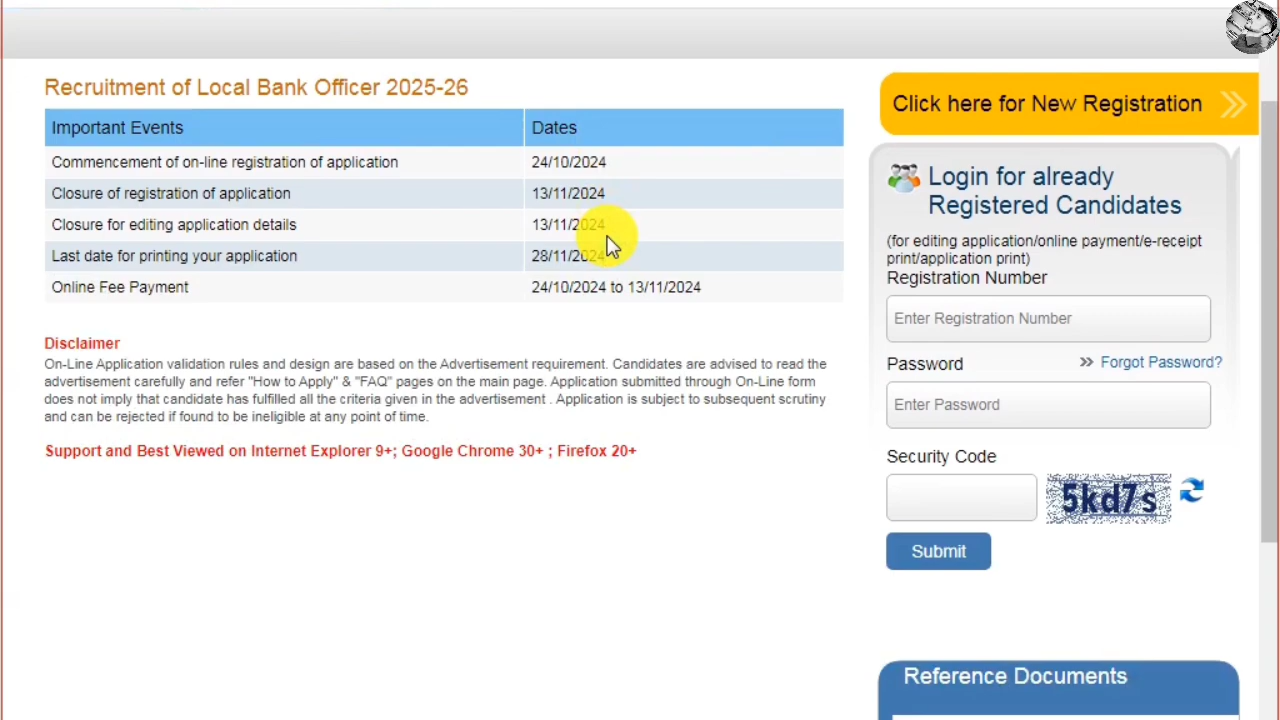 Recruitment of Local Bank Officer 2025-26
Important Events Dates
Commencement of on-line registration of application 24/10/2024
Closure of registration of application 13/11/2024
Closure for editing application details 13/11/2024
Last date for printing your application 28/11/2024
Online Fee Payment 24/10/2024 to 13/11/2024
Disclaimer
On-Line Application validation rules and design are based on the Advertisement requirement. Candidates are advised to read the
advertisement carefully and refer "How to Apply" & "FAQ" pages on the main page. Application submitted through On-Line form
does not imply that candidate has fulfilled all the criteria given in the advertisement . Application is subject to subsequent scrutiny
and can be rejected if found to be ineligible at any point of time.
Support and Best Viewed on Internet Explorer 9+; Google Chrome 30+ ; Firefox 20+
Click here for New Registration
Login for already
Registered Candidates
(for editing application/online payment/e-receipt
print/application print)
Registration Number
Enter Registration Number
Password Forgot Password?
Enter Password
Security Code
5kd7s
Submit
Reference Documents